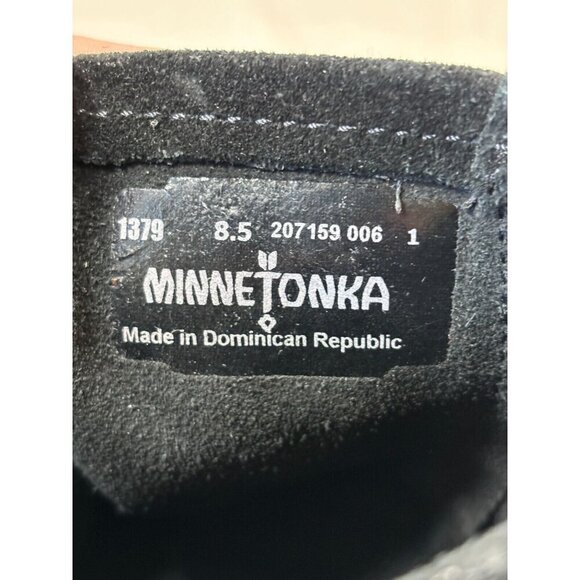 1379 8.5 207159 006 1
MINNETONKA
Made in Dominican Republic